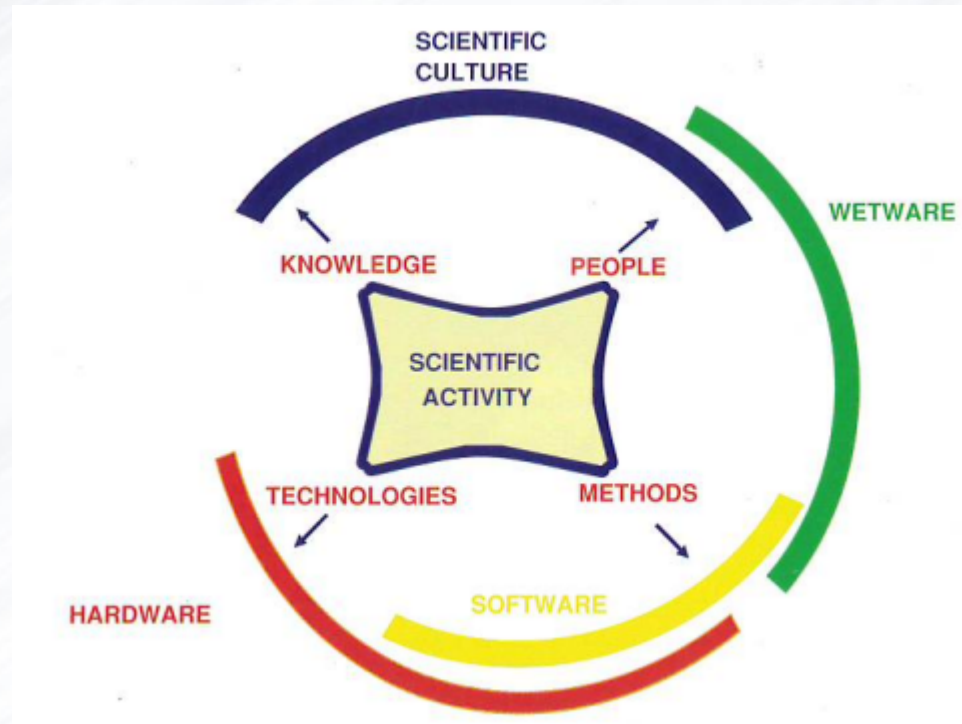 SCIENTIFIC
CULTURE
WETWARE
KNOWLEDGE
PEOPLE
SCIENTIFIC
ACTIVITY
TECHNOLOGIES
METHODS
SOFTWARE
HARDWARE